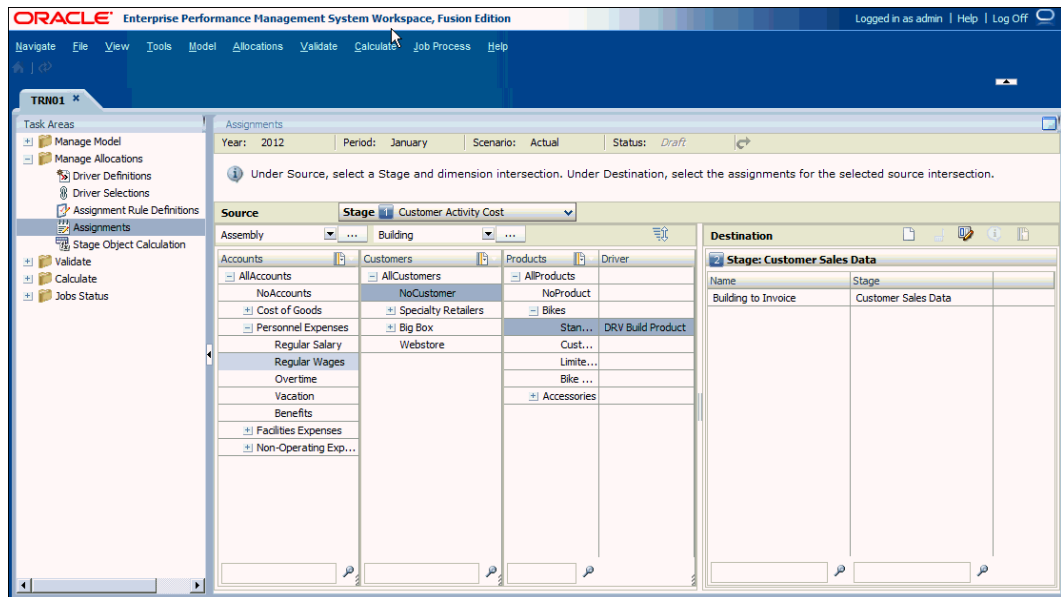 ORACLE Enterprise Performance Management System Workspace, Fusion Edition
Logged in as admin | Help | Log Off
Navigate File View Tools Model Allocations Validate Calculate Job Process Help
TRN01
Task Areas
Manage Model
Manage Allocations
Driver Definitions
Driver Selections
Assignment Rule Definitions
Assignments
Stage Object Calculation
Validate
Calculate
Jobs Status
Assignments
Year: 2012 Period: January Scenario: Actual Status: Draft
Under Source, select a Stage and dimension intersection. Under Destination, select the assignments for the selected source intersection.
Source Stage 1 Customer Activity Cost
Assembly ... Building ...
Accounts
AllAccounts
NoAccounts
Cost of Goods
Personnel Expenses
Regular Salary
Regular Wages
Overtime
Vacation
Benefits
Facilities Expenses
Non-Operating Exp...
Customers
AllCustomers
NoCustomer
Specialty Retailers
Big Box
Webstore
Products
AllProducts
NoProduct
Bikes
Stan...
Cust...
Limite...
Bike ...
Accessories
Driver
DRV Build Product
Destination
2 Stage: Customer Sales Data
Name Stage
Building to Invoice Customer Sales Data